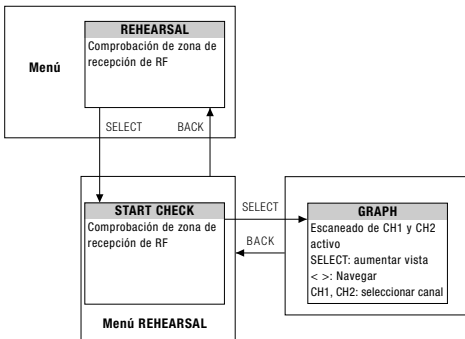 REHEARSAL
Comprobación de zona de
recepción de RF
Menú
SELECT
BACK
START CHECK
Comprobación de zona de
recepción de RF
Menú REHEARSAL
SELECT
BACK
GRAPH
Escaneado de CH1 y CH2
activo
SELECT: aumentar vista
< >: Navegar
CH1, CH2: seleccionar canal